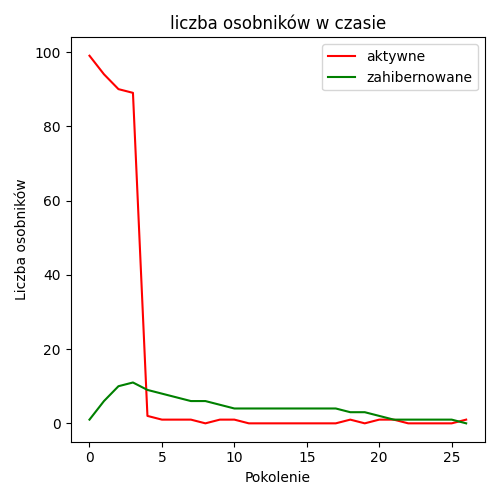 liczba osobników w czasie
aktywne
zahibernowane
Liczba osobników
100
80
60
40
20
0
0 5 10 15 20 25
Pokolenie